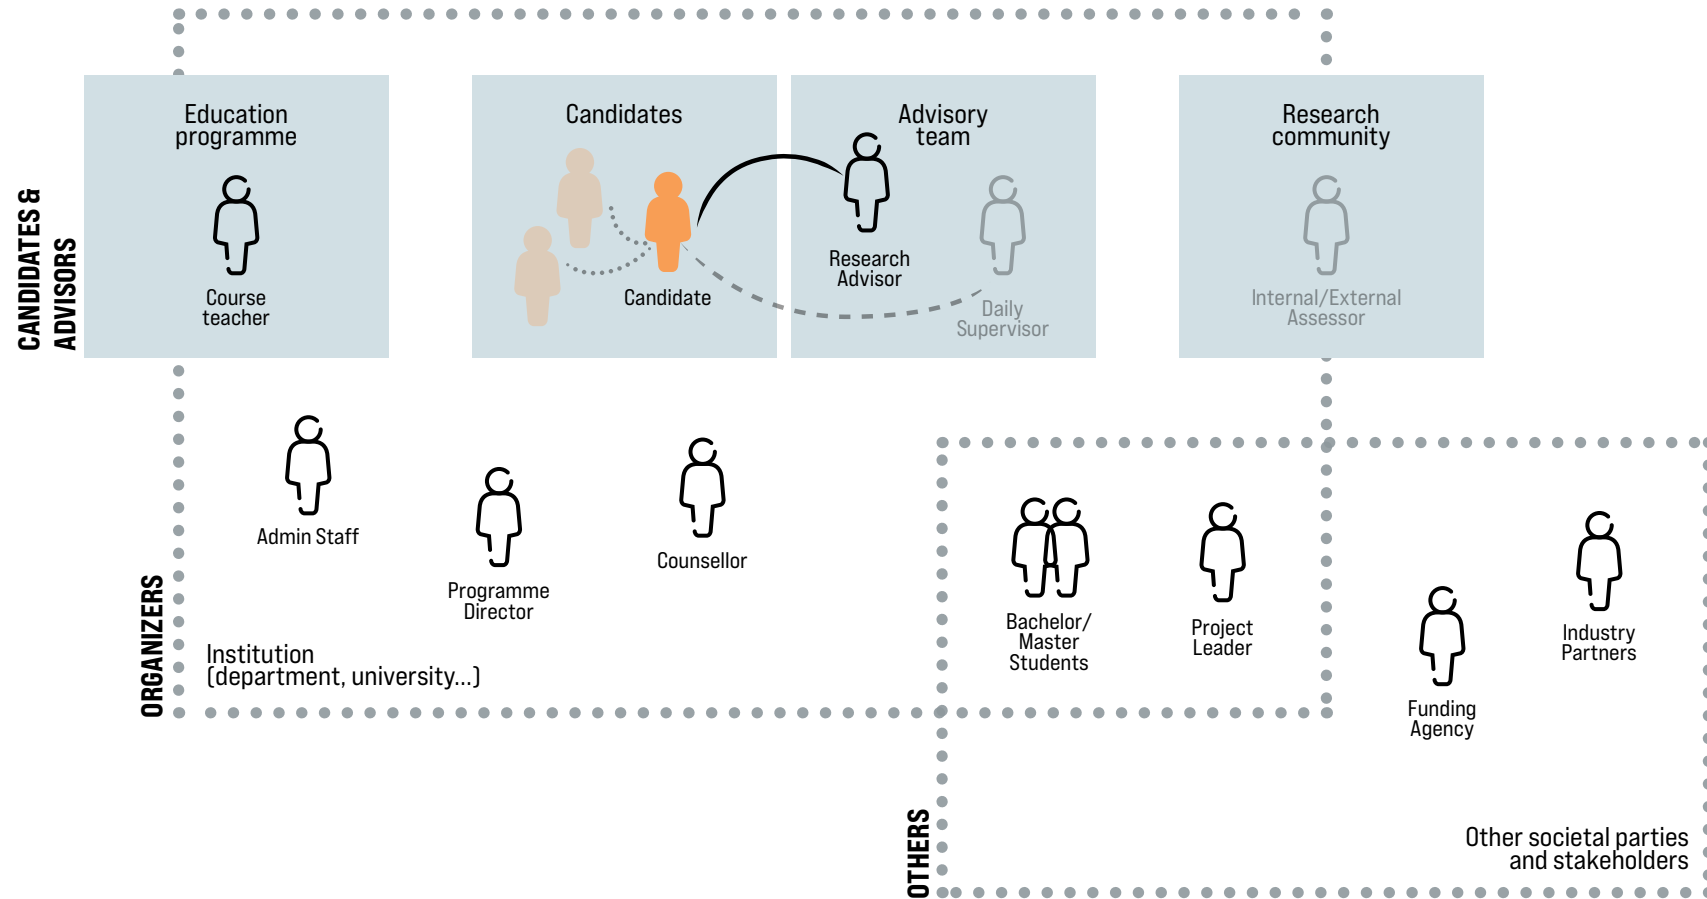 CANDIDATES &
ADVISORS
Education
programme
Course
teacher
Candidates
Candidate
Advisory
team
Research
Advisor
Daily
Supervisor
Research
community
Internal/External
Assessor
ORGANIZERS
Admin Staff
Programme
Director
Counsellor
Institution
(department, university...)
Bachelor/
Master
Students
Project
Leader
Funding
Agency
Industry
Partners
OTHERS
Other societal parties
and stakeholders